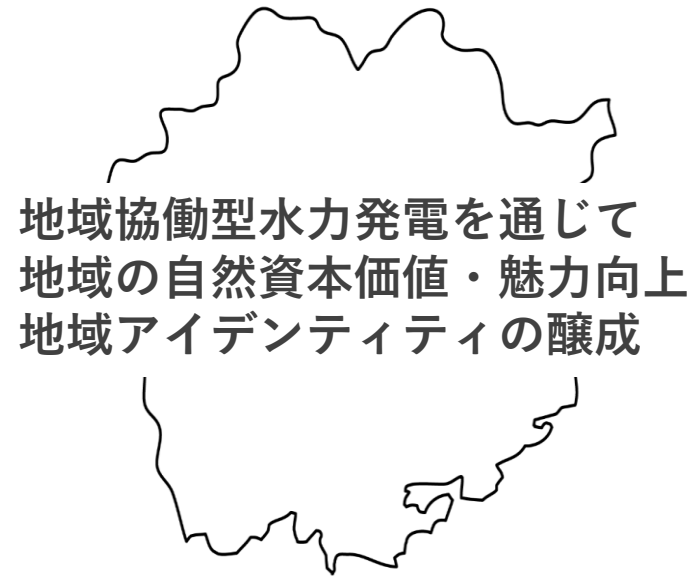 地域協働型水力発電を通じて
地域の自然資本価値・魅力向上
地域アイデンティティの醸成